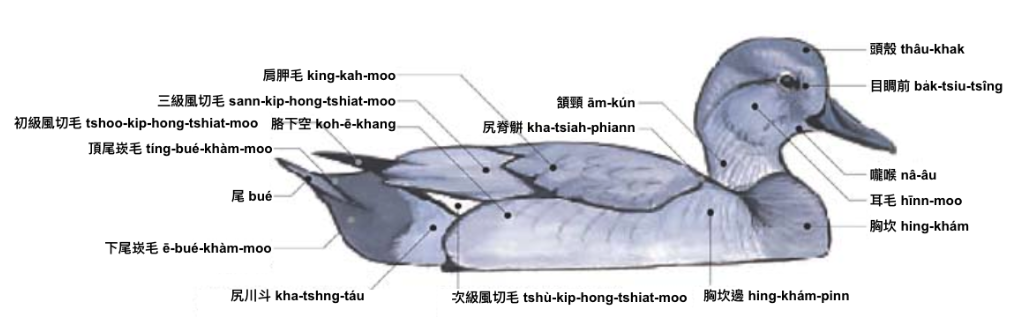 頭殼 thâu-khak
肩胛毛 king-kah-moo
目睭前 ba̍k-tsiu-tsîng
三級風切毛 sann-kip-hong-tshiat-moo
頷頸 ām-kún
初級風切毛 tshoo-kip-hong-tshiat-moo
胳下空 koh-ē-khang
尻脊骿 kha-tsiah-phiann
頂尾崁毛 tíng-bué-khàm-moo
嚨喉 nâ-âu
尾 bué
耳毛 hīnn-moo
胸坎 hing-khám
下尾崁毛 ē-bué-khàm-moo
尻川斗 kha-tshng-táu
次級風切毛 tshù-kip-hong-tshiat-moo
胸坎邊 hing-khám-pinn